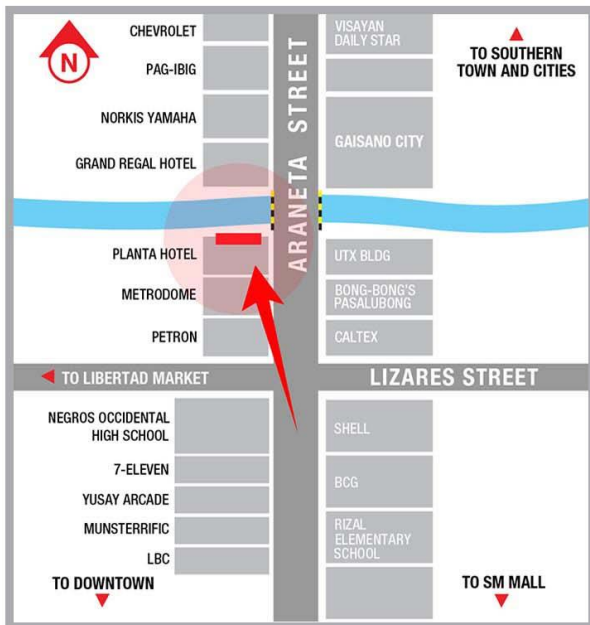 CHEVROLET
PAG-IBIG
NORKIS YAMAHA
GRAND REGAL HOTEL
PLANTA HOTEL
METRODOME
PETRON
N
ARANETA STREET
VISAYAN
DAILY STAR
GAISANO CITY
UTX BLDG
BONG-BONG'S
PASALUBONG
CALTEX
TO SOUTHERN
TOWN AND CITIES
TO LIBERTAD MARKET
LIZARES STREET
NEGROS OCCIDENTAL
HIGH SCHOOL
7-ELEVEN
YUSAY ARCADE
MUNSTERRIFIC
LBC
TO DOWNTOWN
SHELL
BCG
RIZAL
ELEMENTARY
SCHOOL
TO SM MALL